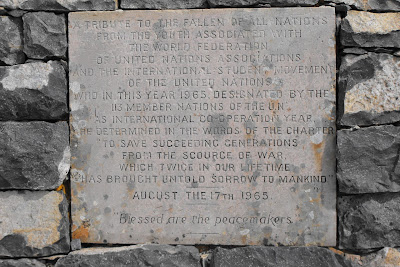 A TRIBUTE TO THE FALLEN OF ALL NATIONS
FROM THE YOUTH ASSOCIATED WITH
THE WORLD FEDERATION
OF UNITED NATIONS ASSOCIATIONS
AND THE INTERNATIONAL STUDENT MOVEMENT
OF THE UNITED NATIONS
WHO IN THIS YEAR 1965, DESIGNATED BY THE
113 MEMBER NATIONS OF THE UN
AS INTERNATIONAL CO-OPERATION YEAR,
ARE DETERMINED IN THE WORDS OF THE CHARTER
"TO SAVE SUCCEEDING GENERATIONS
FROM THE SCOURGE OF WAR,
WHICH TWICE IN OUR LIFETIME
HAS BROUGHT UNTOLD SORROW TO MANKIND"
AUGUST THE 17TH 1965.
"Blessed are the peacemakers